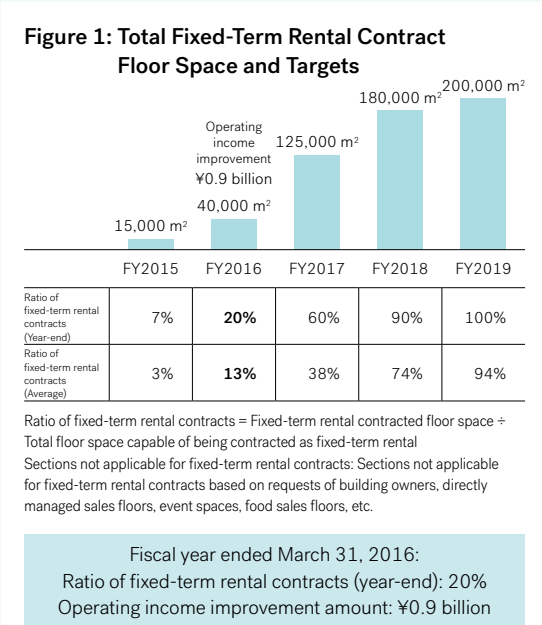 Figure 1: Total Fixed-Term Rental Contract
Floor Space and Targets
200,000 m²
180,000 m²
Operating
income
improvement
¥0.9 billion
125,000 m²
40,000 m²
15,000 m²
FY2015 FY2016 FY2017 FY2018 FY2019
Ratio of
fixed-term rental
contracts
(Year-end)
7% 20% 60% 90% 100%
Ratio of
fixed-term rental
contracts
(Average)
3% 13% 38% 74% 94%
Ratio of fixed-term rental contracts = Fixed-term rental contracted floor space ÷
Total floor space capable of being contracted as fixed-term rental
Sections not applicable for fixed-term rental contracts: Sections not applicable
for fixed-term rental contracts based on requests of building owners, directly
managed sales floors, event spaces, food sales floors, etc.
Fiscal year ended March 31, 2016:
Ratio of fixed-term rental contracts (year-end): 20%
Operating income improvement amount: ¥0.9 billion